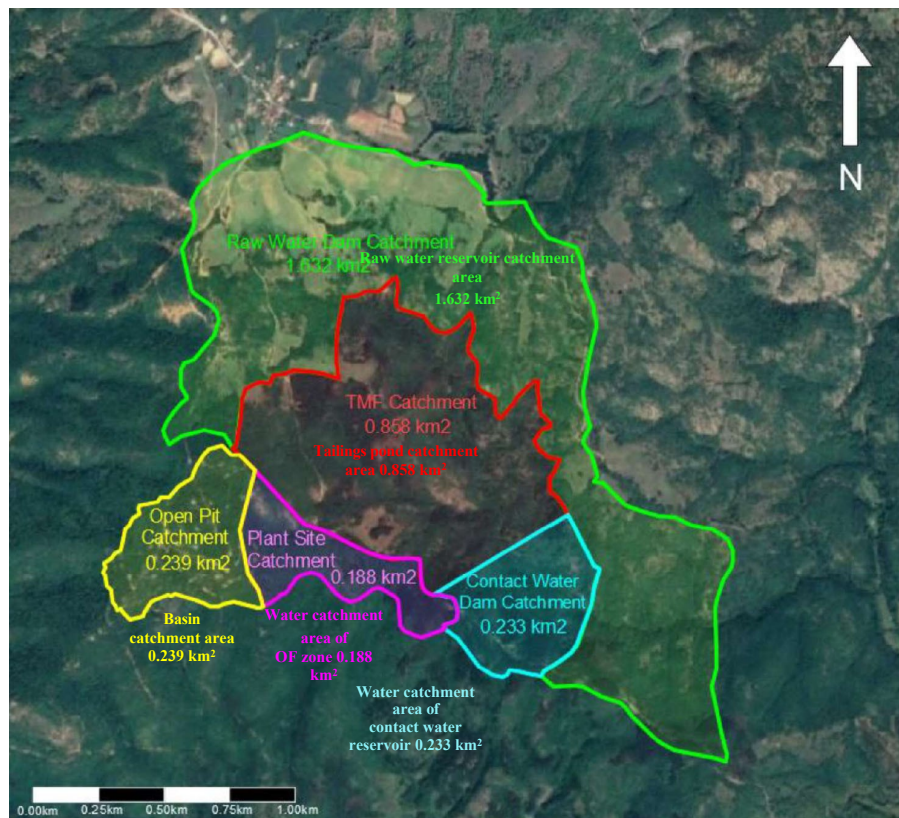 N
Raw Water Dam Catchment
1.632 km2
Raw water reservoir catchment
area
1.632 km²
TMF Catchment
0.858 km2
Tailings pond catchment
area 0.858 km²
Open Pit
Catchment
0.239 km2
Plant Site
Catchment
0.188 km2
Contact Water
Dam Catchment
0.233 km2
Basin
catchment area
0.239 km²
Water catchment
area of
OF zone 0.188
km²
Water catchment
area of
contact water
reservoir 0.233 km²
0.00km 0.25km 0.50km 0.75km 1.00km